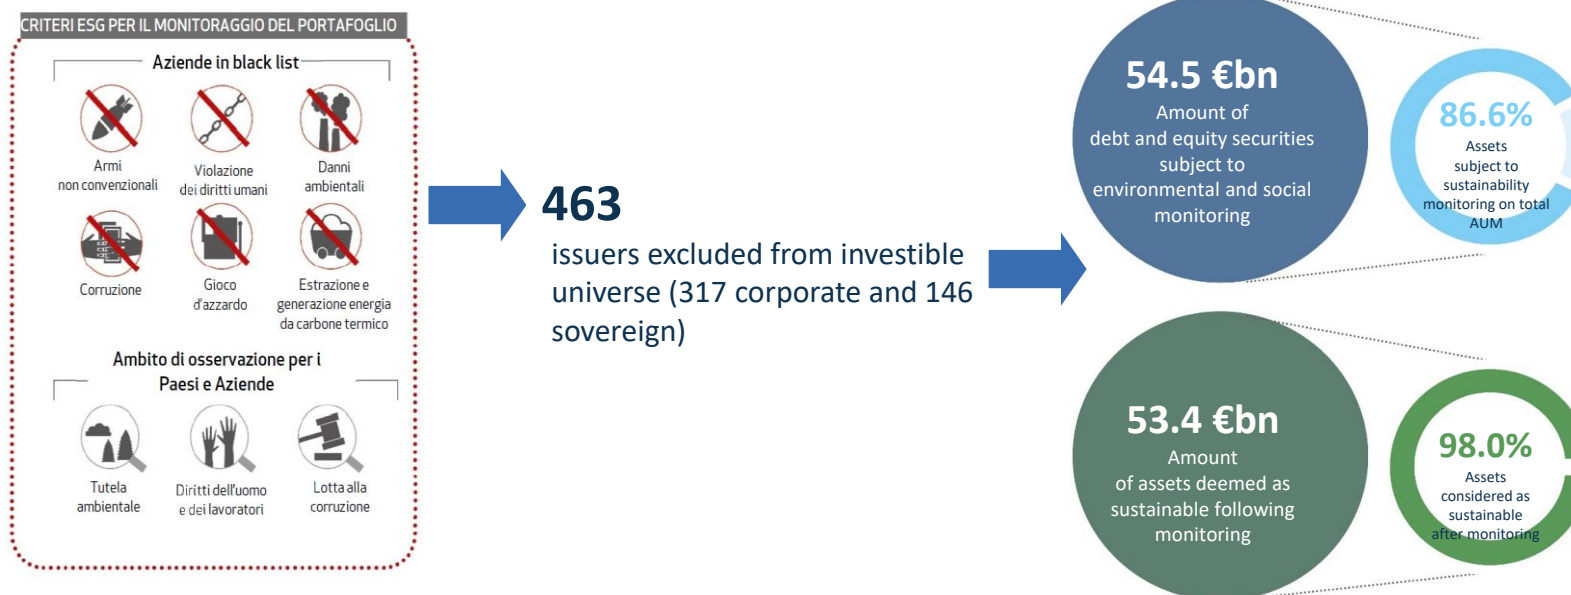 CRITERI ESG PER IL MONITORAGGIO DEL PORTAFOGLIO
Aziende in black list
Armi
non convenzionali
Violazione
dei diritti umani
Danni
ambientali
Corruzione
Gioco
d'azzardo
Estrazione e
generazione energia
da carbone termico
Ambito di osservazione per i
Paesi e Aziende
Tutela
ambientale
Diritti dell'uomo
e dei lavoratori
Lotta alla
corruzione
463
issuers excluded from investible
universe (317 corporate and 146
sovereign)
54.5 €bn
Amount of
debt and equity securities
subject to
environmental and social
monitoring
86.6%
Assets
subject to
sustainability
monitoring on total
AUM
53.4 €bn
Amount
of assets deemed as
sustainable following
monitoring
98.0%
Assets
considered as
sustainable
after monitoring